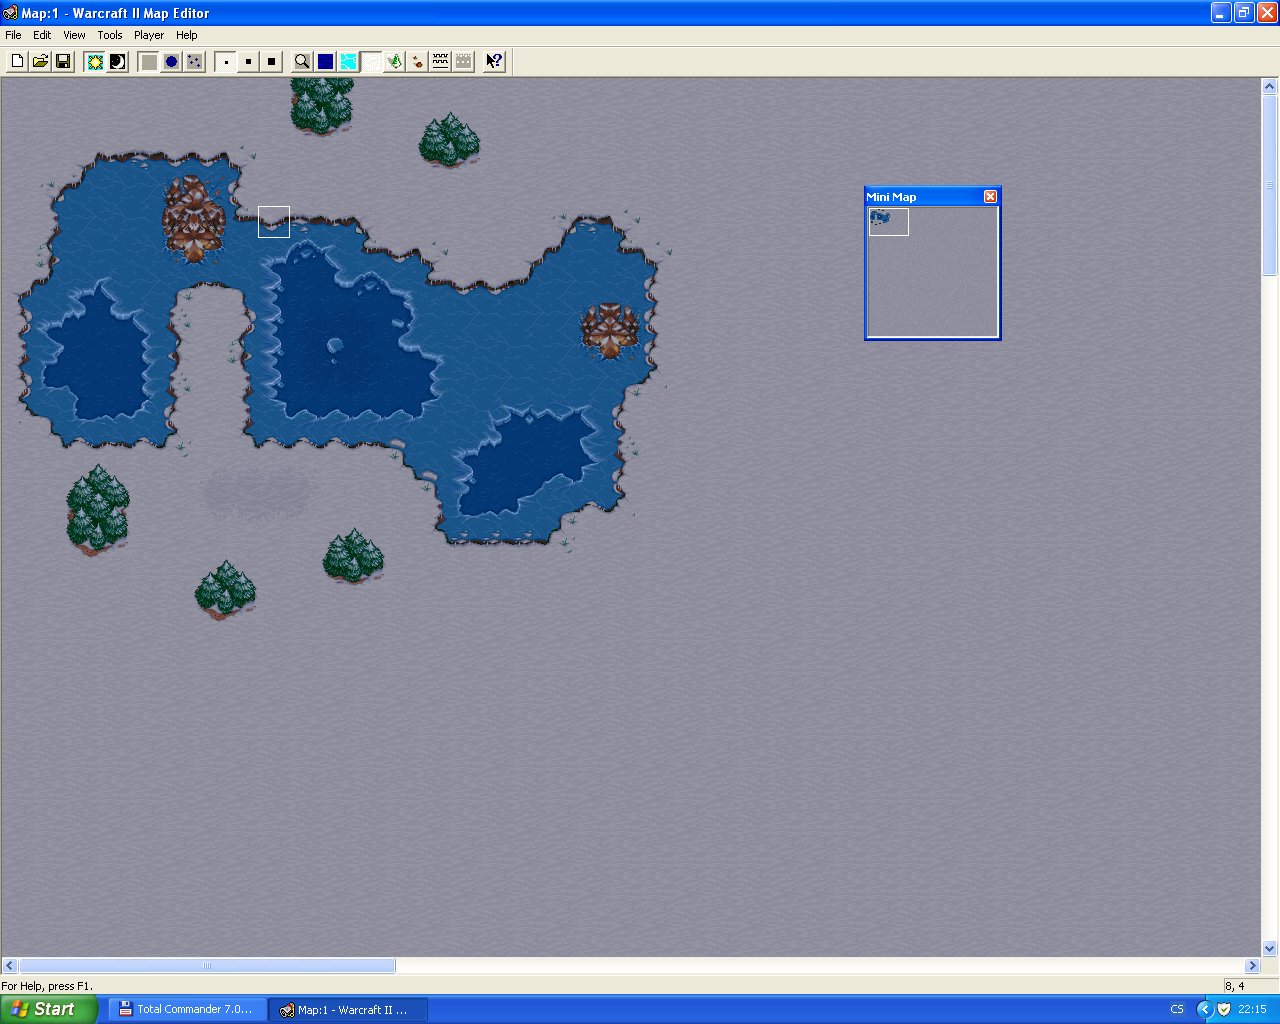 Map:1 - Warcraft II Map Editor
File Edit View Tools Player Help
Mini Map
For Help, press F1.
8, 4
Start
Total Commander 7.0...
Map:1 - Warcraft II ...
CS
22:15